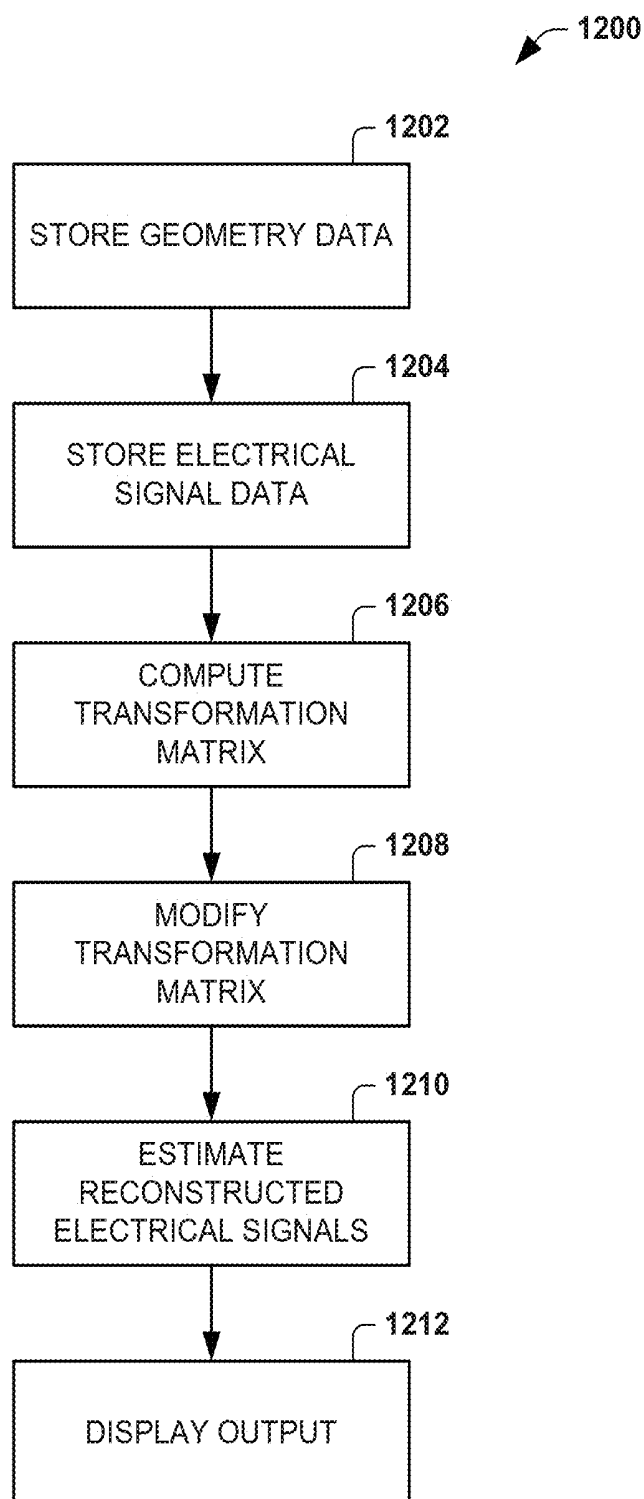 1200
1202
STORE GEOMETRY DATA
1204
STORE ELECTRICAL
SIGNAL DATA
1206
COMPUTE
TRANSFORMATION
MATRIX
1208
MODIFY
TRANSFORMATION
MATRIX
1210
ESTIMATE
RECONSTRUCTED
ELECTRICAL SIGNALS
1212
DISPLAY OUTPUT